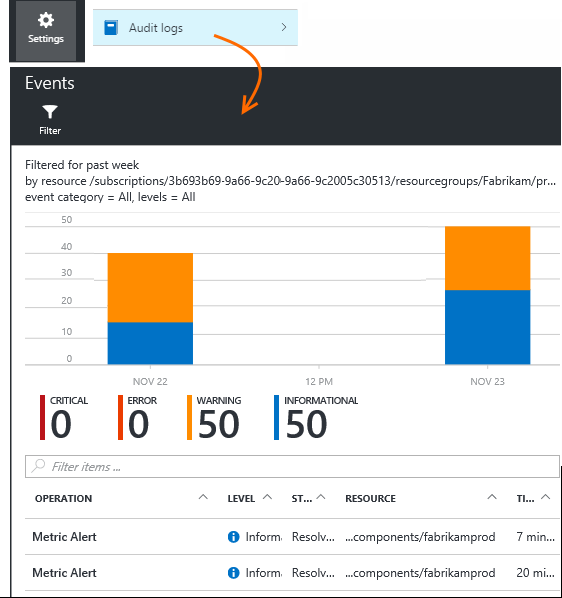 Settings
Audit logs
Events
Filter
Filtered for past week
by resource /subscriptions/3b693b69-9a66-9c20-9a66-9c2005c30513/resourcegroups/Fabrikam/pr...
event category = All, levels = All
50
40
30
20
10
0
NOV 22 12 PM NOV 23
CRITICAL ERROR WARNING INFORMATIONAL
0 0 50 50
Filter items ...
OPERATION LEVEL ST... RESOURCE TI...
Metric Alert Inform Resolv... ...components/fabrikamprod 7 min...
Metric Alert Inform Resolv... ...components/fabrikamprod 20 mi...